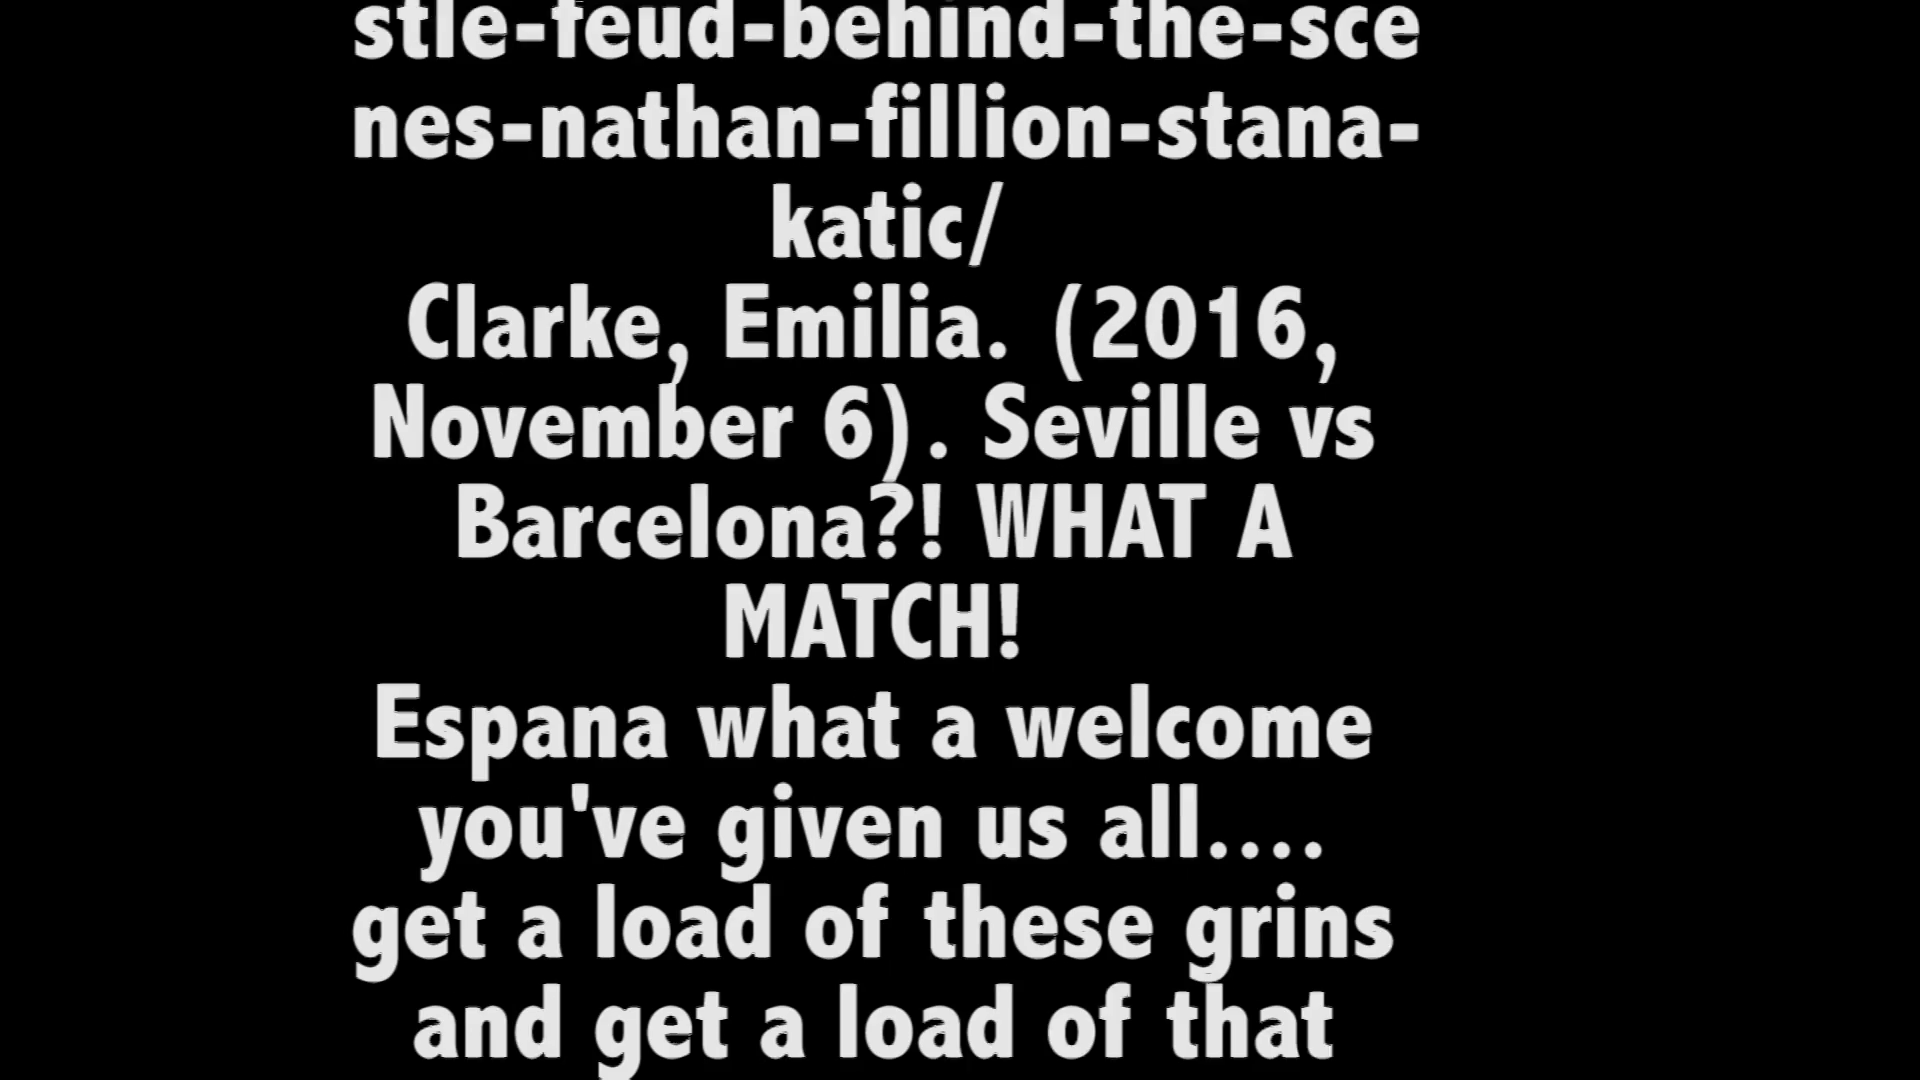 stle-feud-behind-the-sce
nes-nathan-fillion-stana-
katic/
Clarke, Emilia. (2016,
November 6). Seville vs
Barcelona?! WHAT A
MATCH!
Espana what a welcome
you've given us all....
get a load of these grins
and get a load of that